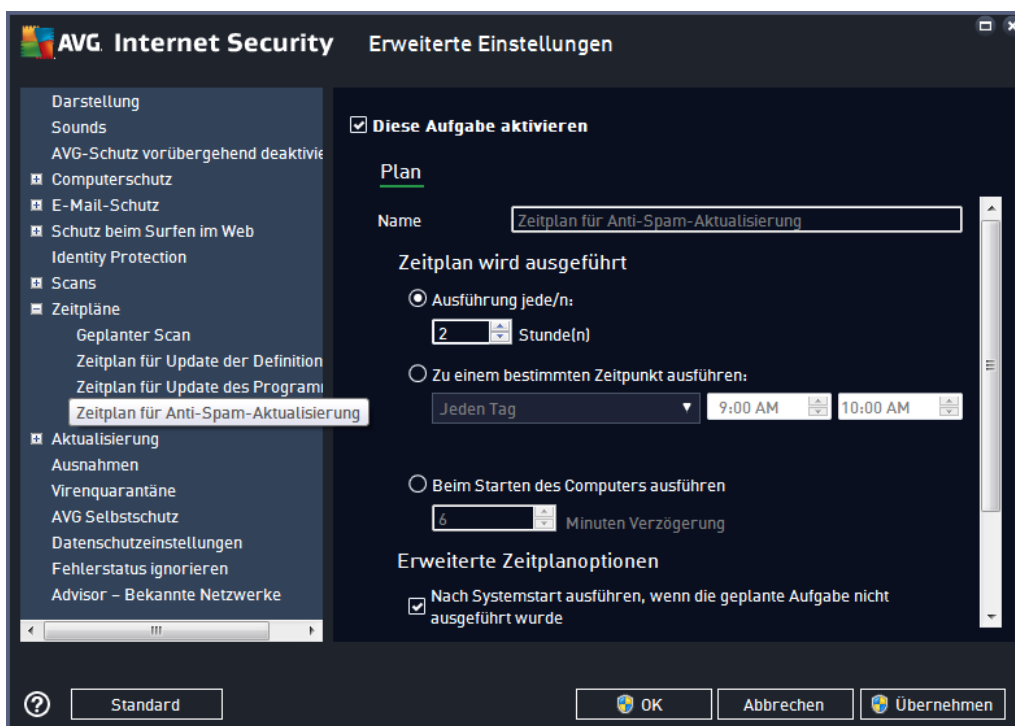 AVG. Internet Security Erweiterte Einstellungen
Darstellung
Sounds
AVG-Schutz vorübergehend deaktivie
Computerschutz
E-Mail-Schutz
Schutz beim Surfen im Web
Identity Protection
Scans
Zeitpläne
Geplanter Scan
Zeitplan für Update der Definition
Zeitplan für Update des Program
Zeitplan für Anti-Spam-Aktualisierung
Aktualisierung
Ausnahmen
Virenquarantäne
AVG Selbstschutz
Datenschutzeinstellungen
Fehlerstatus ignorieren
Advisor – Bekannte Netzwerke
Diese Aufgabe aktivieren
Plan
Name Zeitplan für Anti-Spam-Aktualisierung
Zeitplan wird ausgeführt
Ausführung jede/n:
2 Stunde(n)
Zu einem bestimmten Zeitpunkt ausführen:
Jeden Tag 9:00 AM 10:00 AM
Beim Starten des Computers ausführen
6 Minuten Verzögerung
Erweiterte Zeitplanoptionen
Nach Systemstart ausführen, wenn die geplante Aufgabe nicht
ausgeführt wurde
? Standard OK Abbrechen Übernehmen